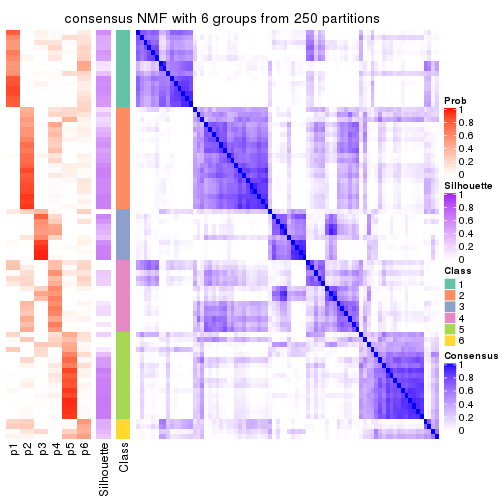 consensus NMF with 6 groups from 250 partitions
Prob
1
0.8
0.6
0.4
0.2
0
Silhouette
1
0.8
0.6
0.4
0.2
0
Class
1
2
3
4
5
6
Consensus
1
0.8
0.6
0.4
0.2
0
p1
p2
p3
p4
p5
p6
Silhouette
Class